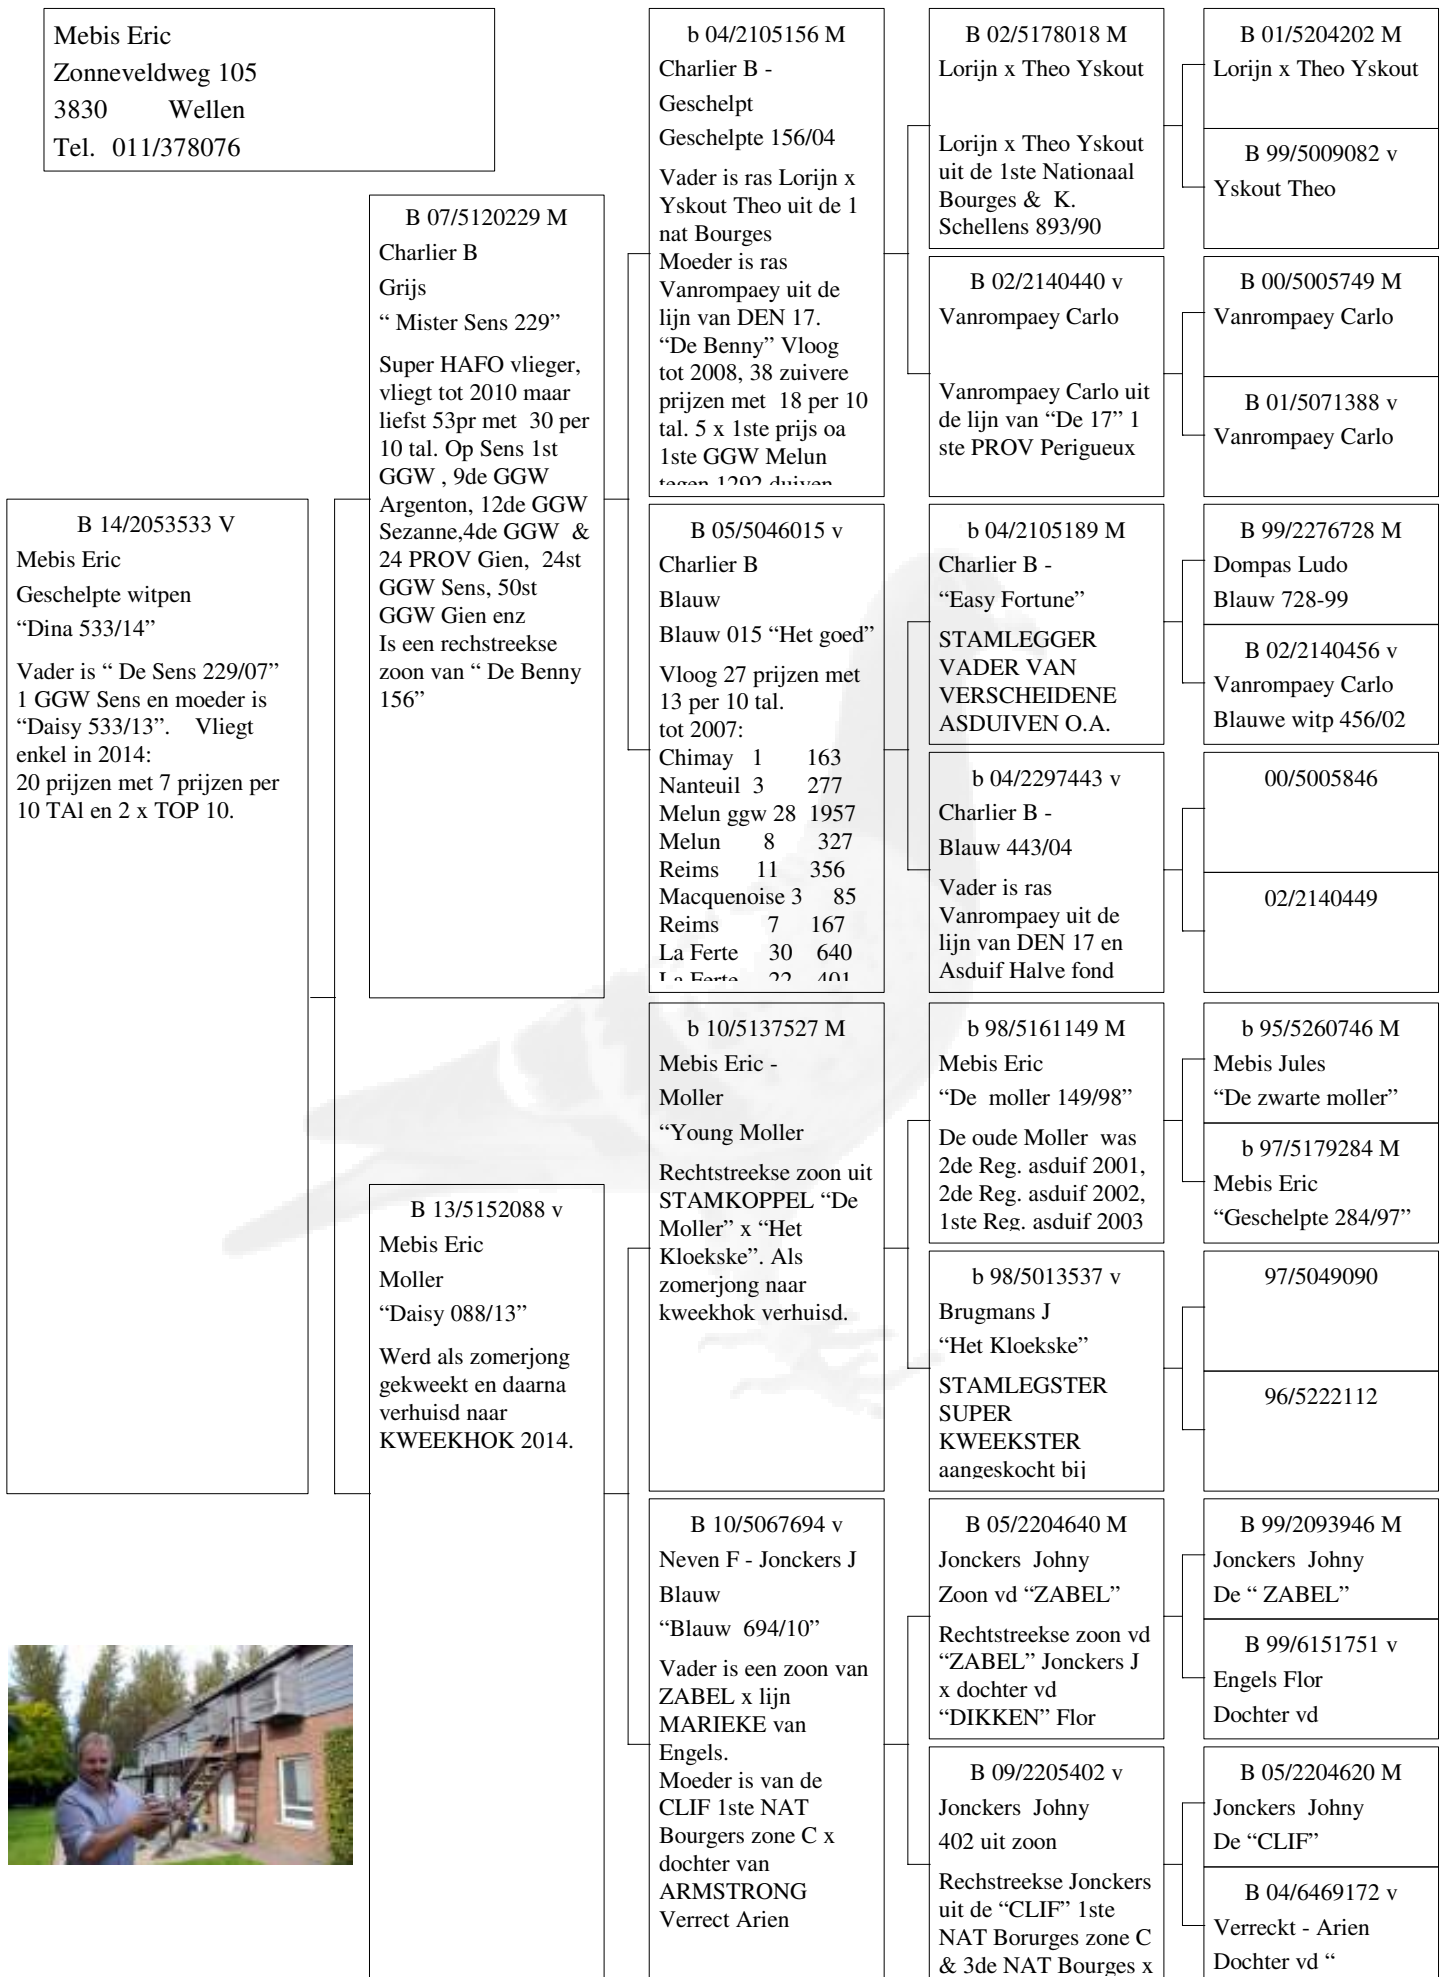 Mebis Eric
Zonneveldweg 105
3830 Wellen
Tel. 011/378076
B 14/2053533 V
Mebis Eric
Geschelpte witpen
“Dina 533/14”
Vader is “ De Sens 229/07”
1 GGW Sens en moeder is
“Daisy 533/13”. Vliegt
enkel in 2014:
20 prijzen met 7 prijzen per
10 TAl en 2 x TOP 10.
B 07/5120229 M
Charlier B
Grijs
“ Mister Sens 229”
Super HAFO vlieger,
vliegt tot 2010 maar
liefst 53pr met 30 per
10 tal. Op Sens 1st
GGW , 9de GGW
Argenton, 12de GGW
Sezanne,4de GGW &
24 PROV Gien, 24st
GGW Sens, 50st
GGW Gien enz
Is een rechstreekse
zoon van “ De Benny
156”
B 13/5152088 v
Mebis Eric
Moller
“Daisy 088/13”
Werd als zomerjong
gekweekt en daarna
verhuisd naar
KWEEKHOK 2014.
b 04/2105156 M
Charlier B -
Geschelpt
Geschelpte 156/04
Vader is ras Lorijn x
Yskout Theo uit de 1
nat Bourges
Moeder is ras
Vanrompaey uit de
lijn van DEN 17.
“De Benny” Vloog
tot 2008, 38 zuivere
prijzen met 18 per 10
tal. 5 x 1ste prijs oa
1ste GGW Melun
tegen 1292 duiven
B 05/5046015 v
Charlier B
Blauw
Blauw 015 “Het goed”
Vloog 27 prijzen met
13 per 10 tal.
tot 2007:
Chimay 1 163
Nanteuil 3 277
Melun ggw 28 1957
Melun 8 327
Reims 11 356
Macquenoise 3 85
Reims 7 167
La Ferte 30 640
La Ferte 22 401
b 10/5137527 M
Mebis Eric -
Moller
“Young Moller
Rechtstreekse zoon uit
STAMKOPPEL “De
Moller” x “Het
Kloekske”. Als
zomerjong naar
kweekhok verhuisd.
B 10/5067694 v
Neven F - Jonckers J
Blauw
“Blauw 694/10”
Vader is een zoon van
ZABEL x lijn
MARIEKE van
Engels.
Moeder is van de
CLIF 1ste NAT
Bourgers zone C x
dochter van
ARMSTRONG
Verrect Arien
B 02/5178018 M
Lorijn x Theo Yskout
Lorijn x Theo Yskout
uit de 1ste Nationaal
Bourges & K.
Schellens 893/90
B 02/2140440 v
Vanrompaey Carlo
Vanrompaey Carlo uit
de lijn van “De 17” 1
ste PROV Perigueux
b 04/2105189 M
Charlier B -
“Easy Fortune”
STAMLEGGER
VADER VAN
VERSCHEIDENE
ASDUIVEN O.A.
b 04/2297443 v
Charlier B -
Blauw 443/04
Vader is ras
Vanrompaey uit de
lijn van DEN 17 en
Asduif Halve fond
b 98/5161149 M
Mebis Eric
“De moller 149/98”
De oude Moller was
2de Reg. asduif 2001,
2de Reg. asduif 2002,
1ste Reg. asduif 2003
b 98/5013537 v
Brugmans J
“Het Kloekske”
STAMLEGSTER
SUPER
KWEEKSTER
aangeskocht bij
B 05/2204640 M
Jonckers Johny
Zoon vd “ZABEL”
Rechtstreekse zoon vd
“ZABEL” Jonckers J
x dochter vd
“DIKKEN” Flor
B 09/2205402 v
Jonckers Johny
402 uit zoon
Rechstreekse Jonckers
uit de “CLIF” 1ste
NAT Borurges zone C
& 3de NAT Bourges x
B 01/5204202 M
Lorijn x Theo Yskout
B 99/5009082 v
Yskout Theo
B 00/5005749 M
Vanrompaey Carlo
B 01/5071388 v
Vanrompaey Carlo
B 99/2276728 M
Dompas Ludo
Blauw 728-99
B 02/2140456 v
Vanrompaey Carlo
Blauwe witp 456/02
00/5005846
02/2140449
b 95/5260746 M
Mebis Jules
“De zwarte moller”
b 97/5179284 M
Mebis Eric
“Geschelpte 284/97”
97/5049090
96/5222112
B 99/2093946 M
Jonckers Johny
De “ ZABEL”
B 99/6151751 v
Engels Flor
Dochter vd
B 05/2204620 M
Jonckers Johny
De “CLIF”
B 04/6469172 v
Verreckt - Arien
Dochter vd “